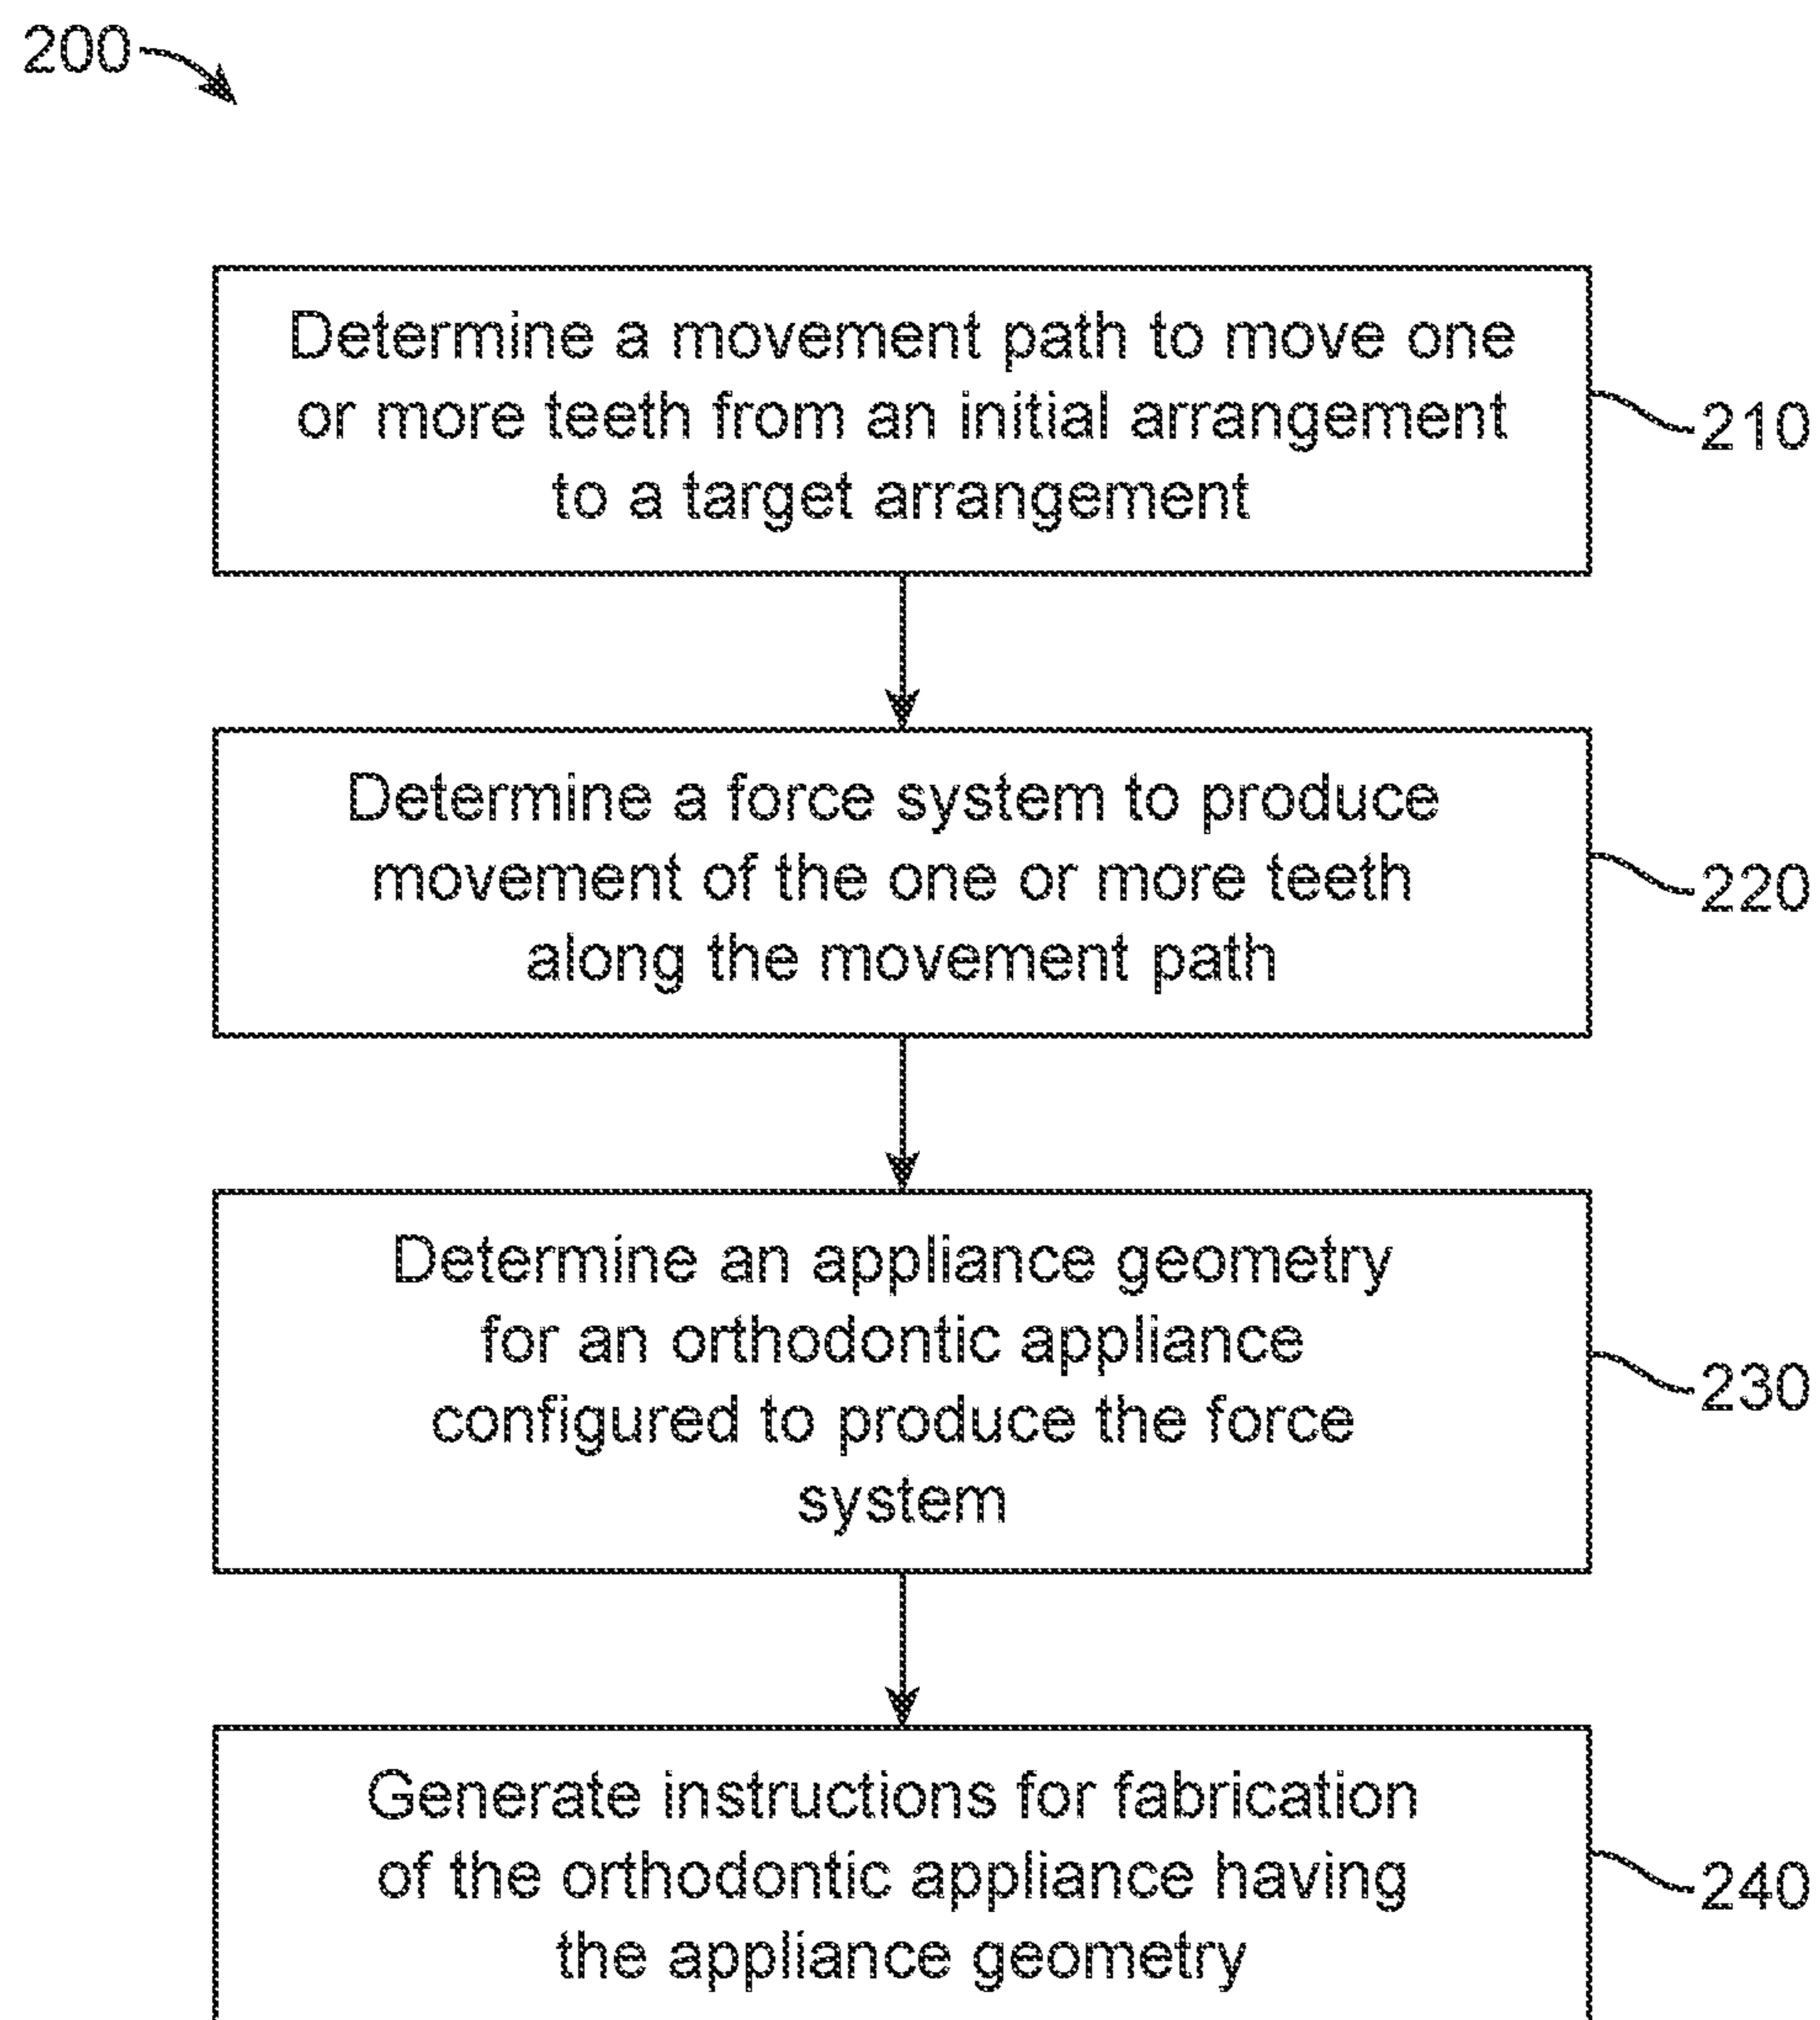 200
Determine a movement path to move one
or more teeth from an initial arrangement
to a target arrangement
210
Determine a force system to produce
movement of the one or more teeth
along the movement path
220
Determine an appliance geometry
for an orthodontic appliance
configured to produce the force
system
230
Generate instructions for fabrication
of the orthodontic appliance having
the appliance geometry
240